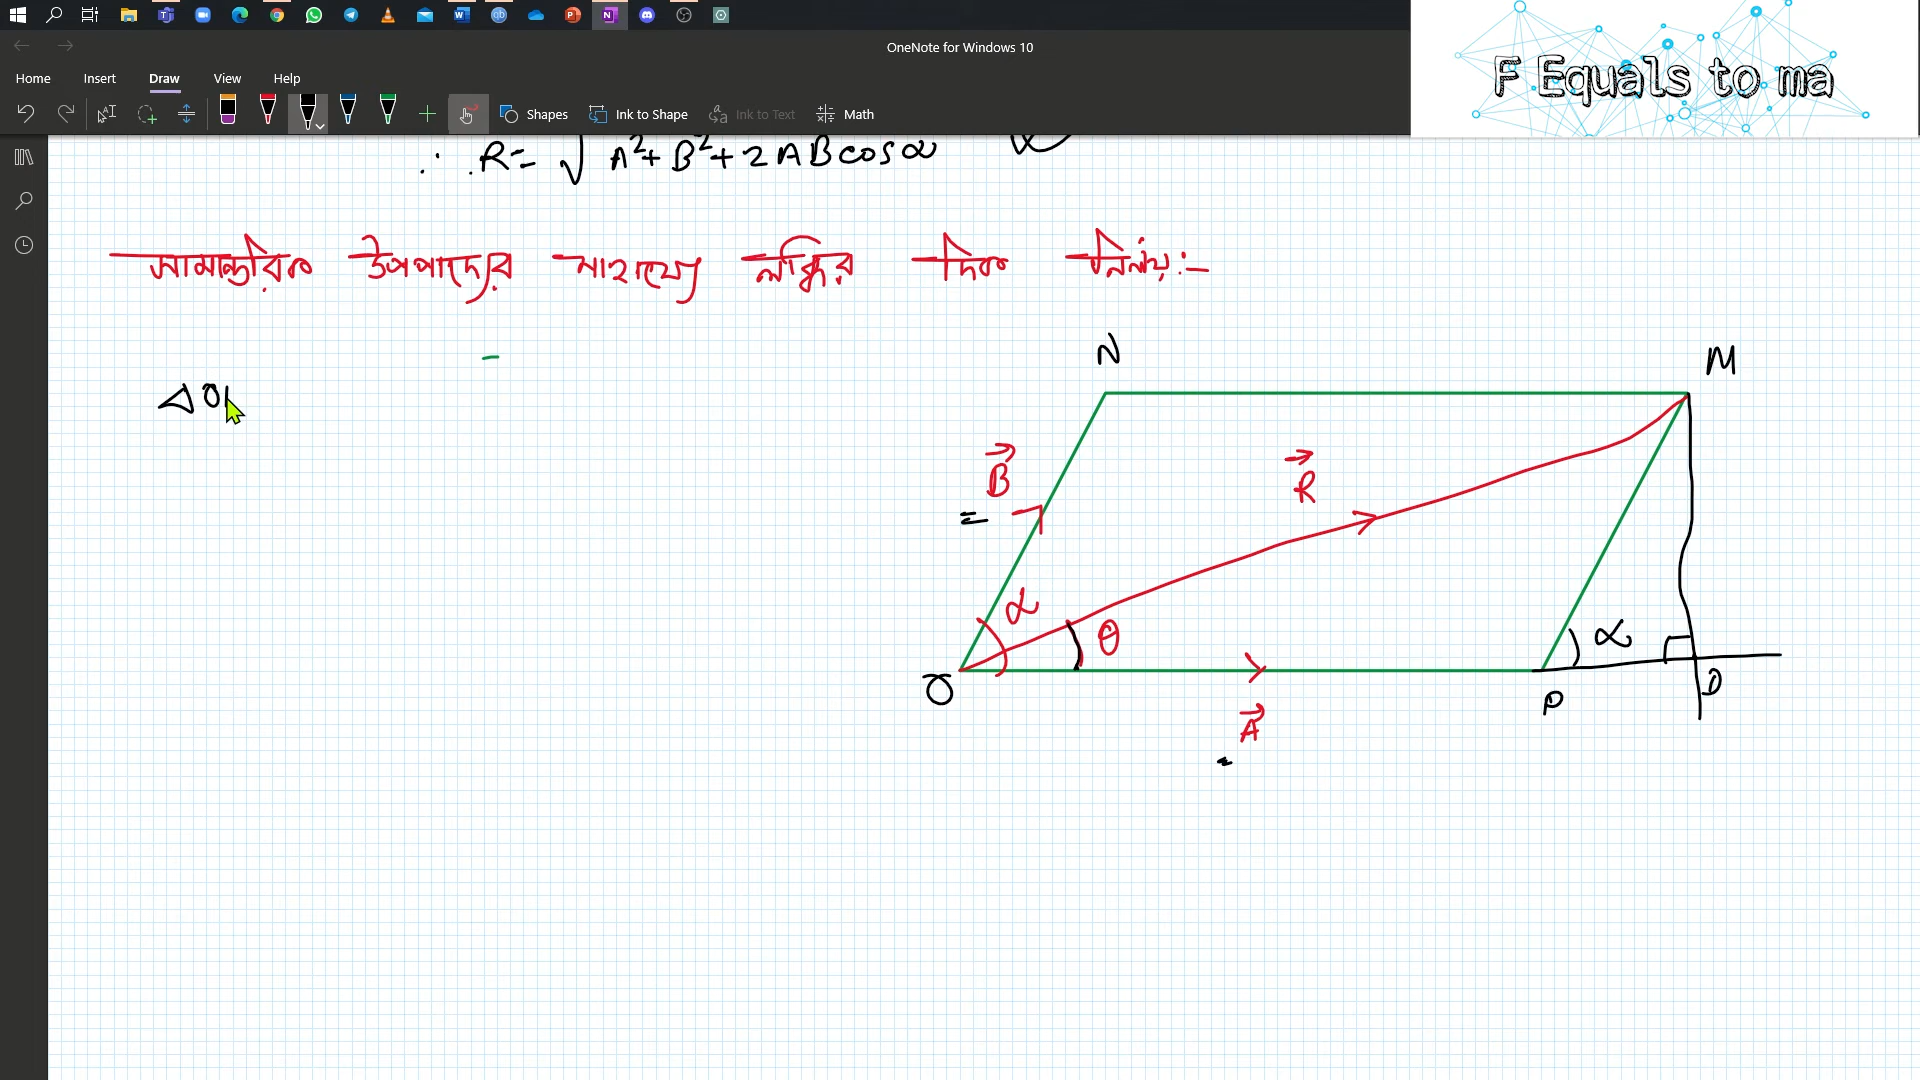 OneNote for Windows 10
F Equals to ma
Home Insert Draw View Help
Shapes Ink to Shape Ink to Text Math
∴ R = √ A²+ B²+ 2ABcosα
সামান্তরিক উপপাদ্যের সাহায্যে লব্ধির দিক নির্ণয় :-
N M
△ O
B⃗
R⃗
=
α
θ α
O P D
A⃗
=